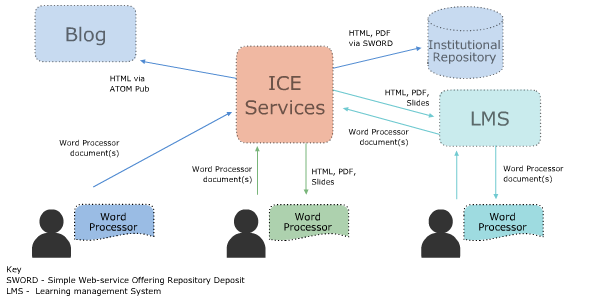 Blog
HTML, PDF
via SWORD
Institutional
Repository
HTML via
ATOM Pub
ICE
Services
HTML, PDF,
Slides
LMS
Word Processor
document(s)
Word Processor
document(s)
Word Processor
document(s)
HTML, PDF,
Slides
Word Processor
document(s)
Word
Processor
Word
Processor
Word
Processor
Key
SWORD - Simple Web-service Offering Repository Deposit
LMS - Learning management System